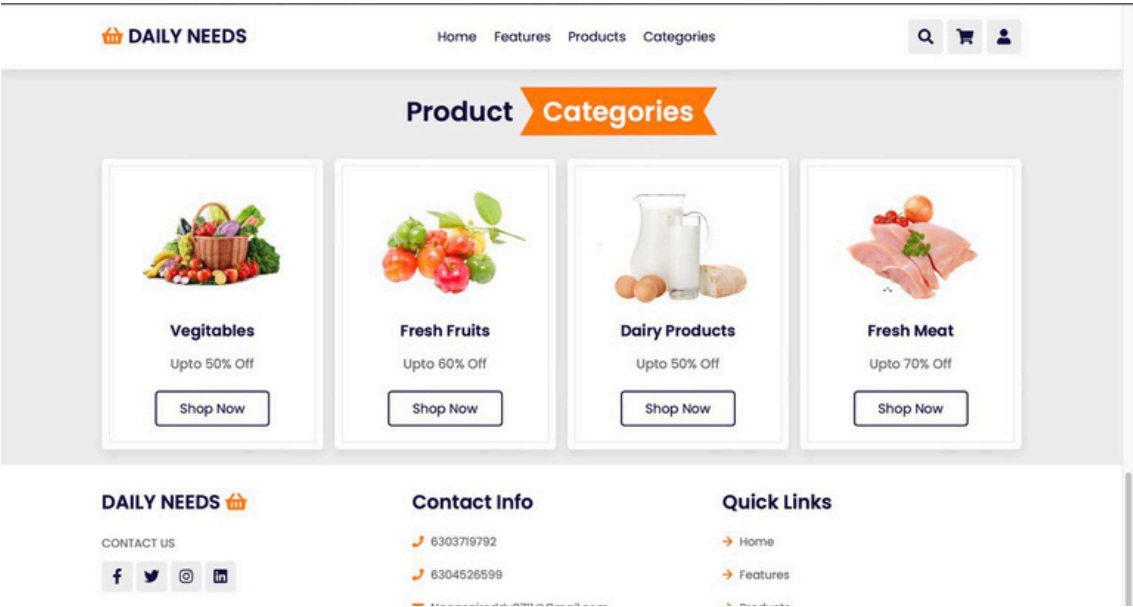 DAILY NEEDS
Home Features Products Categories
Product Categories
Vegitables
Upto 50% Off
Shop Now
Fresh Fruits
Upto 60% Off
Shop Now
Dairy Products
Upto 50% Off
Shop Now
Fresh Meat
Upto 70% Off
Shop Now
DAILY NEEDS
CONTACT US
Contact Info
6303719792
6304526599
Quick Links
Home
Features
Products